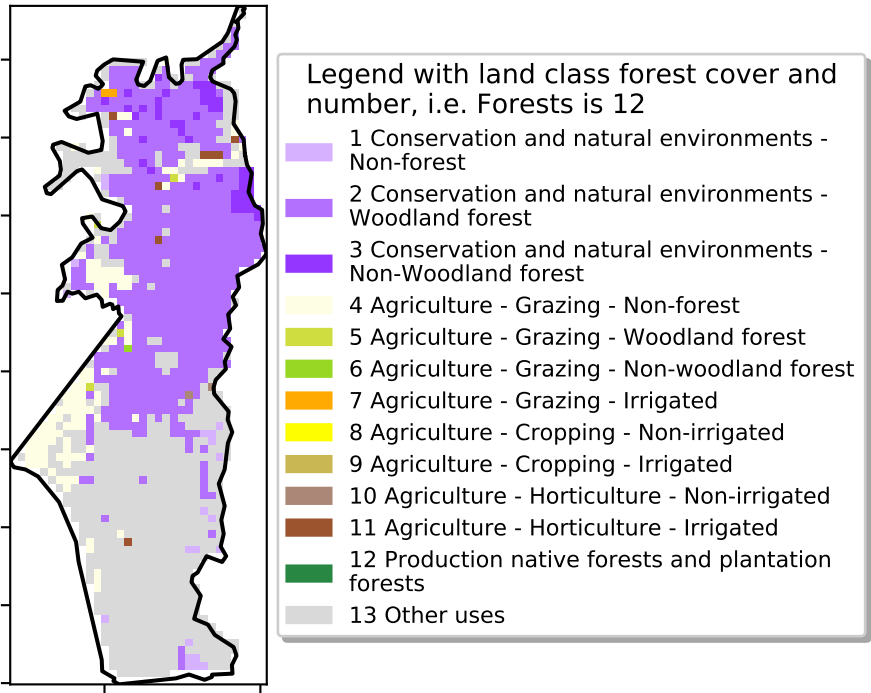 Legend with land class forest cover and
number, i.e. Forests is 12
1 Conservation and natural environments -
Non-forest
2 Conservation and natural environments -
Woodland forest
3 Conservation and natural environments -
Non-Woodland forest
4 Agriculture - Grazing - Non-forest
5 Agriculture - Grazing - Woodland forest
6 Agriculture - Grazing - Non-woodland forest
7 Agriculture - Grazing - Irrigated
8 Agriculture - Cropping - Non-irrigated
9 Agriculture - Cropping - Irrigated
10 Agriculture - Horticulture - Non-irrigated
11 Agriculture - Horticulture - Irrigated
12 Production native forests and plantation
forests
13 Other uses